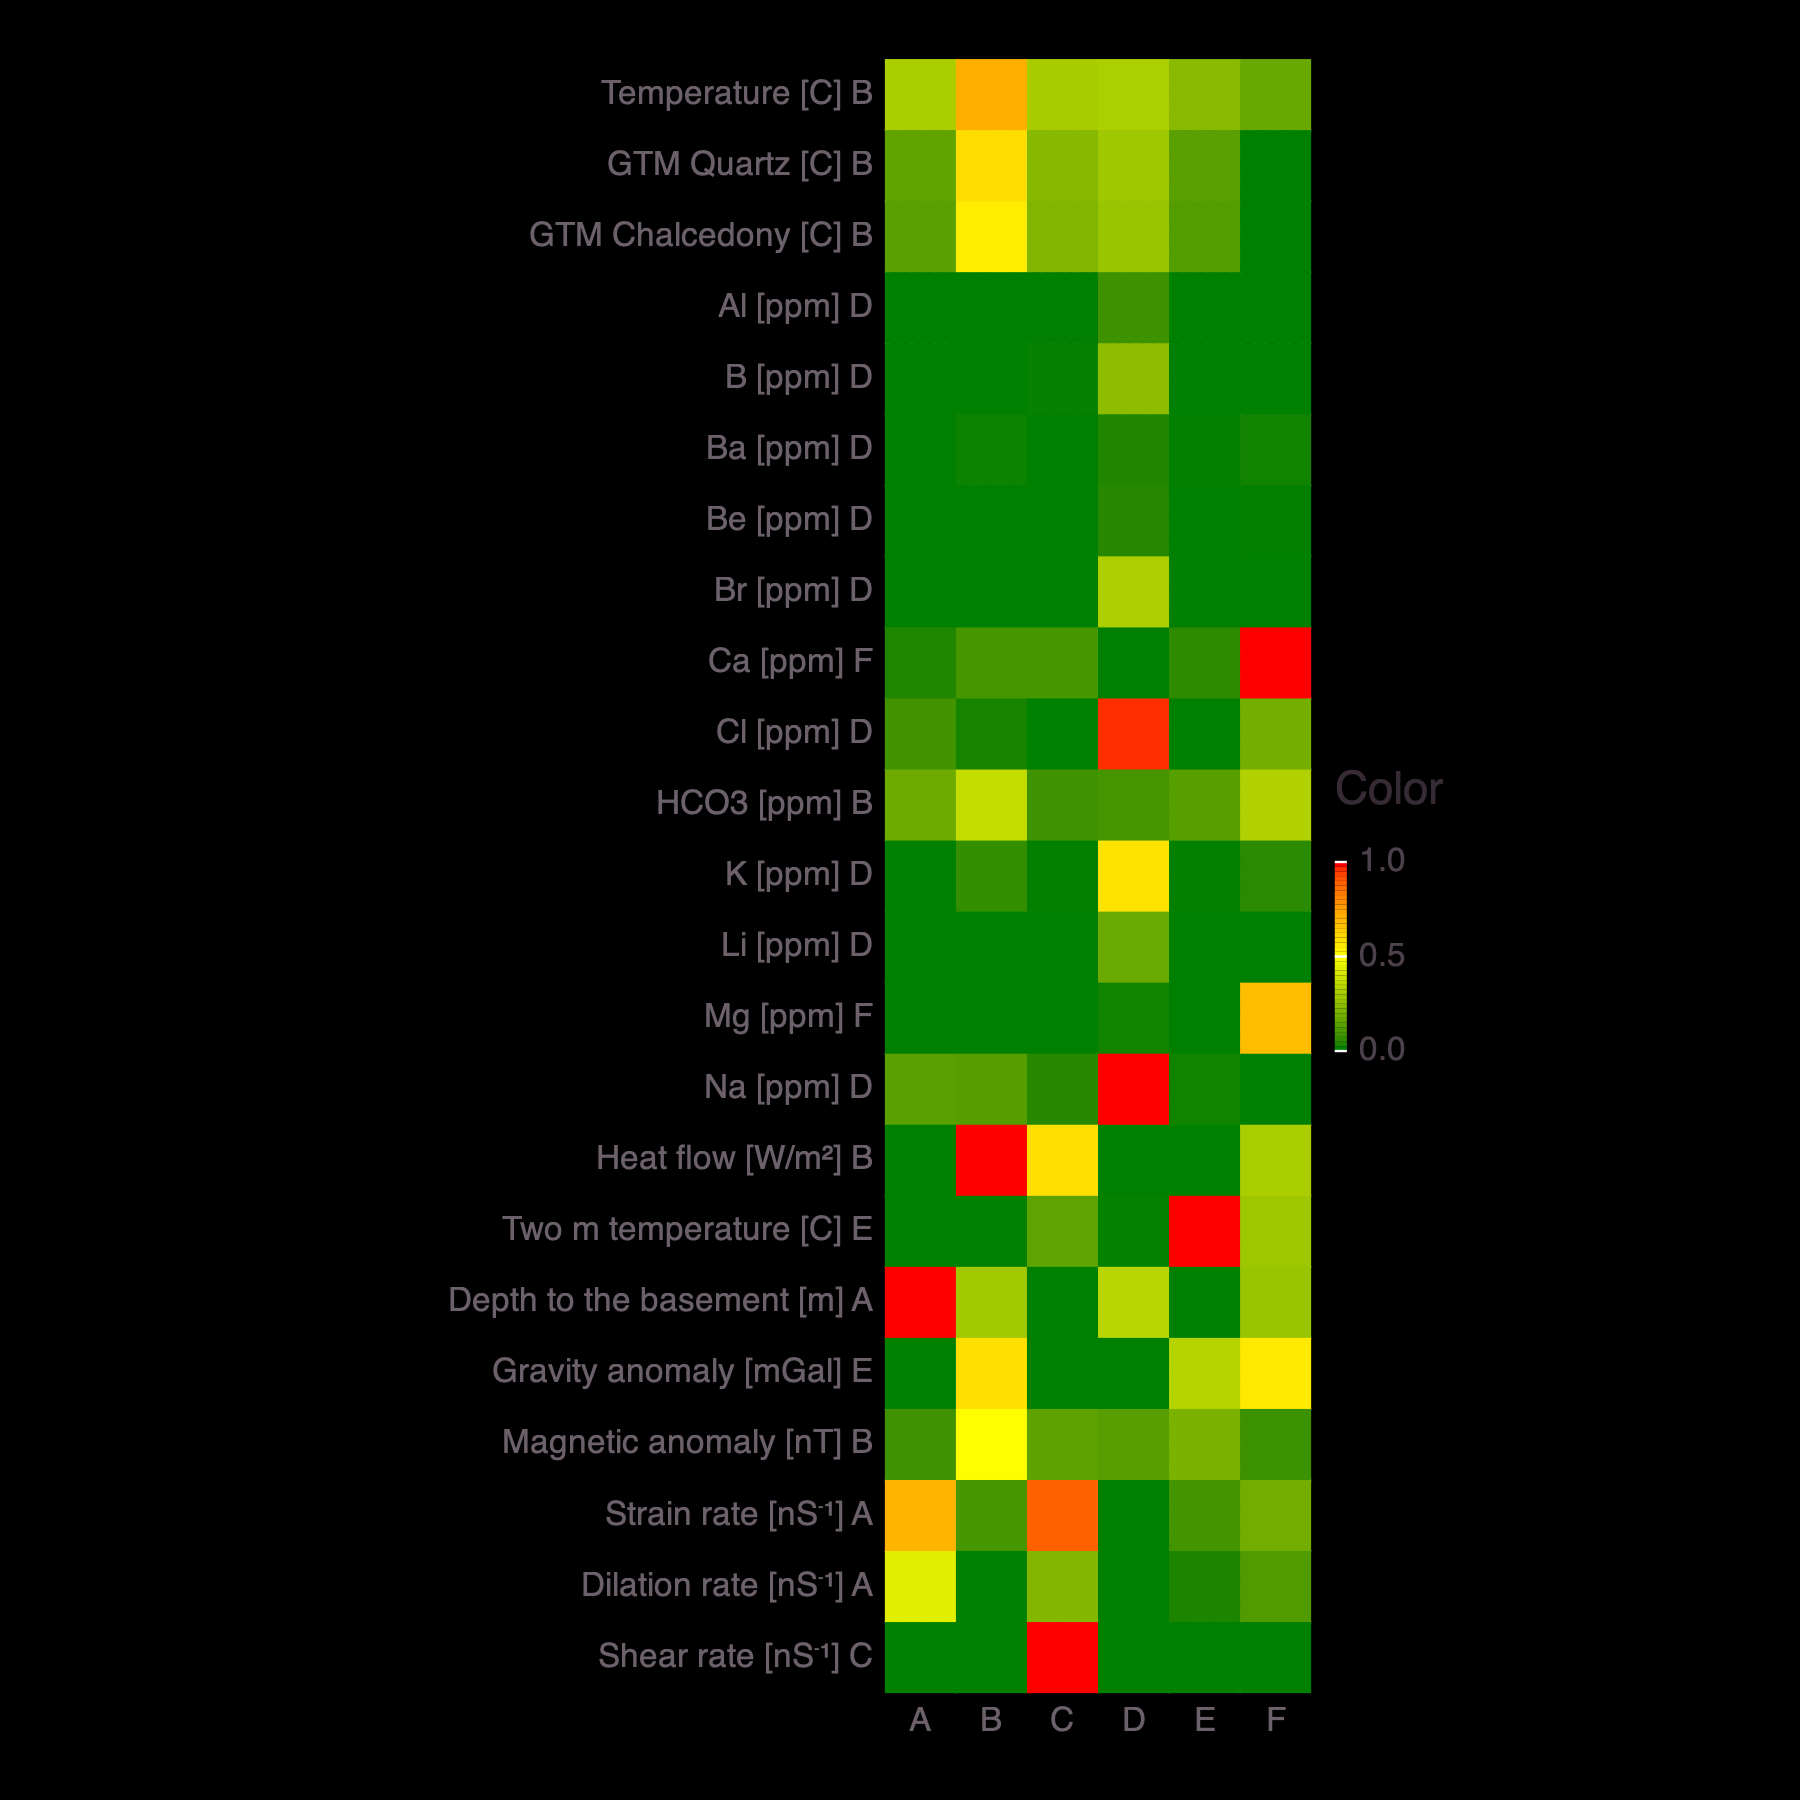 Temperature [C] B
GTM Quartz [C] B
GTM Chalcedony [C] B
Al [ppm] D
B [ppm] D
Ba [ppm] D
Be [ppm] D
Br [ppm] D
Ca [ppm] F
Cl [ppm] D
HCO3 [ppm] B
K [ppm] D
Li [ppm] D
Mg [ppm] F
Na [ppm] D
Heat flow [W/m²] B
Two m temperature [C] E
Depth to the basement [m] A
Gravity anomaly [mGal] E
Magnetic anomaly [nT] B
Strain rate [nS⁻¹] A
Dilation rate [nS⁻¹] A
Shear rate [nS⁻¹] C
A B C D E F
Color
1.0
0.5
0.0